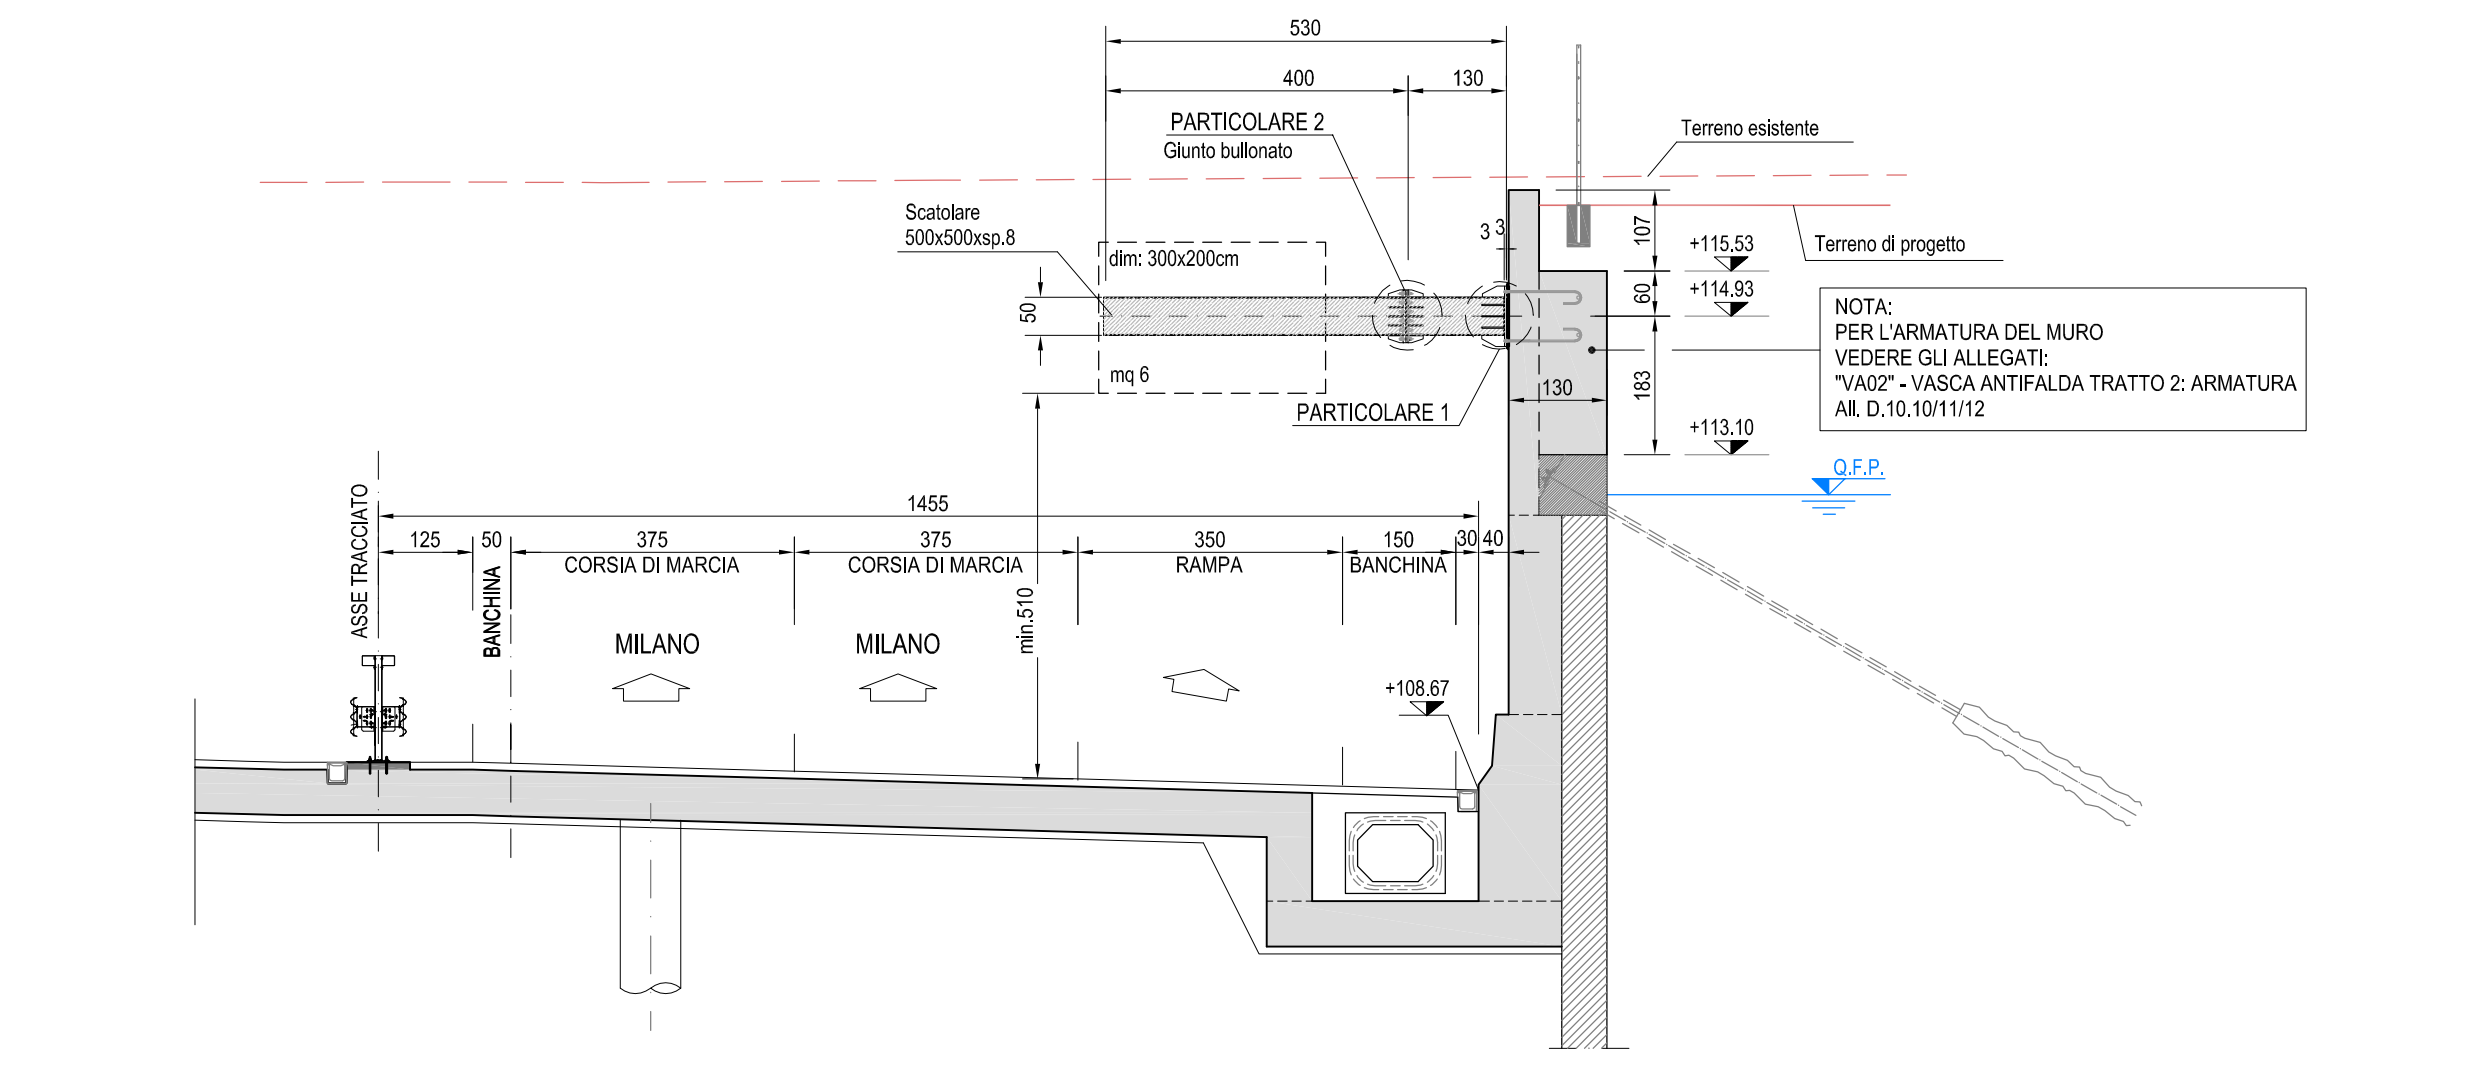 530
400
130
PARTICOLARE 2
Giunto bullonato
Terreno esistente
Scatolare
500x500xsp.8
dim: 300x200cm
3
3
107
+115.53
Terreno di progetto
60
+114.93
50
NOTA:
PER L'ARMATURA DEL MURO
VEDERE GLI ALLEGATI:
"VA02" - VASCA ANTIFALDA TRATTO 2: ARMATURA
All. D.10.10/11/12
mq 6
130
183
PARTICOLARE 1
+113.10
Q.F.P.
ASSE TRACCIATO
1455
125
50
375
375
350
150
30
40
BANCHINA
CORSIA DI MARCIA
CORSIA DI MARCIA
RAMPA
BANCHINA
min.510
MILANO
MILANO
+108.67